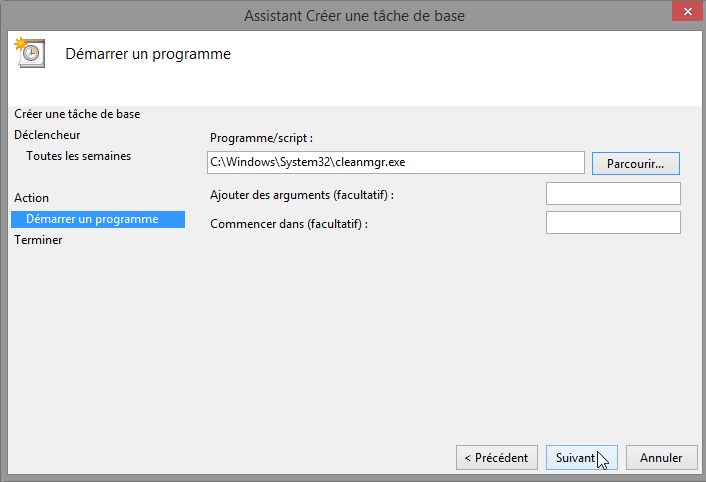 Assistant Créer une tâche de base
Démarrer un programme
Créer une tâche de base
Déclencheur
Toutes les semaines
Action
Démarrer un programme
Terminer
Programme/script :
C:\Windows\System32\cleanmgr.exe
Parcourir...
Ajouter des arguments (facultatif) :
Commencer dans (facultatif) :
< Précédent
Suivant
Annuler